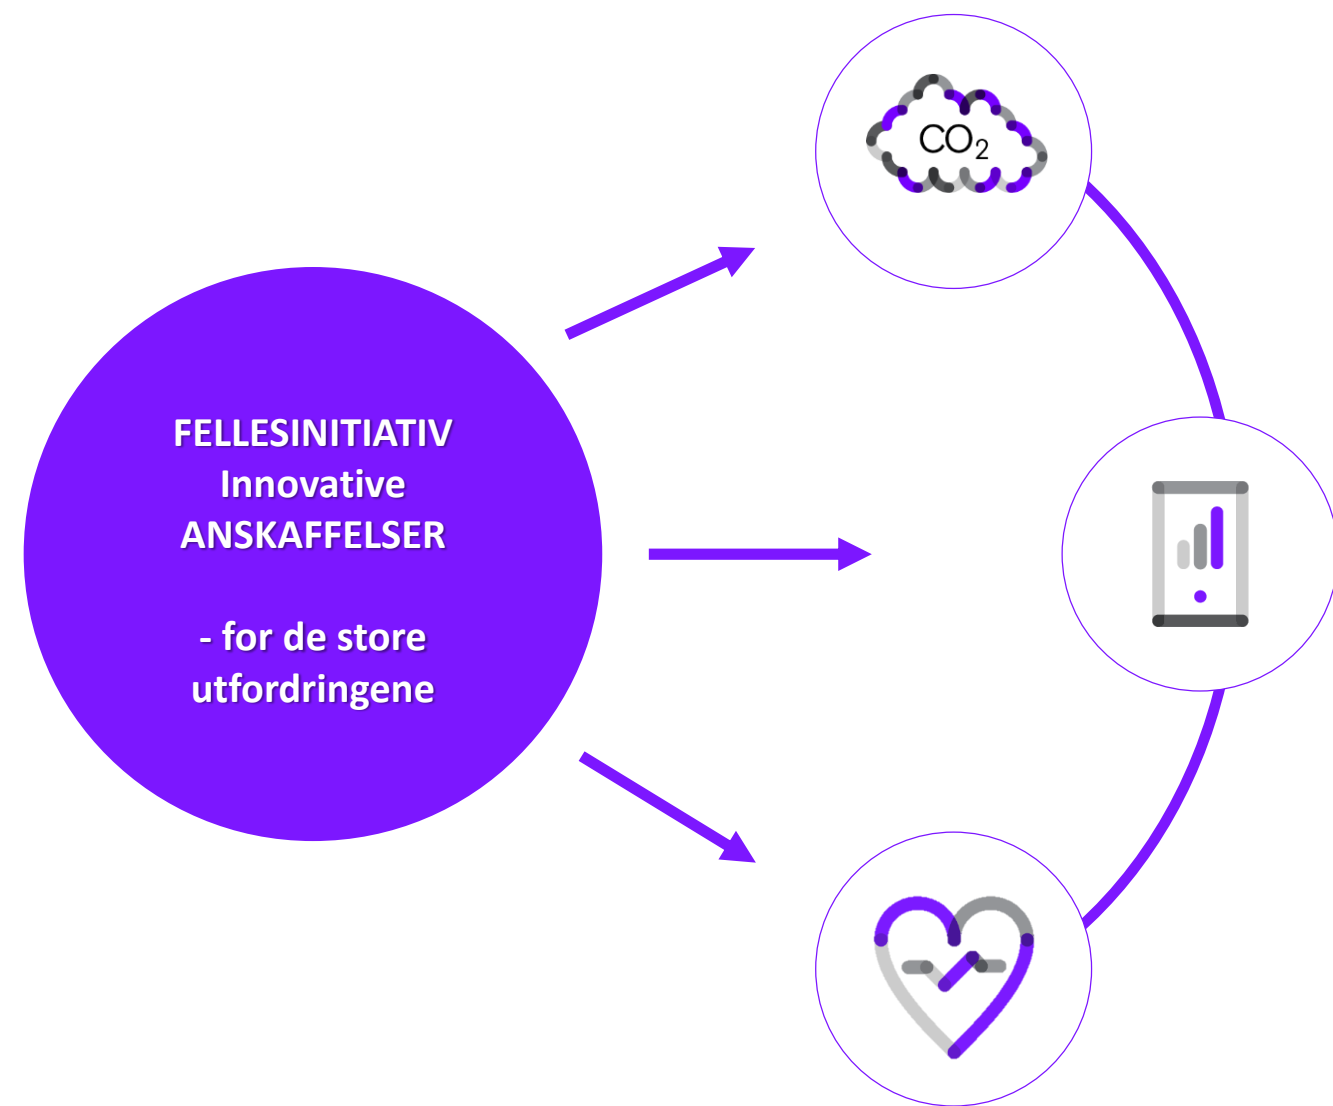 FELLESINITIATIV
Innovative
ANSKAFFELSER
- for de store
utfordringene
CO₂